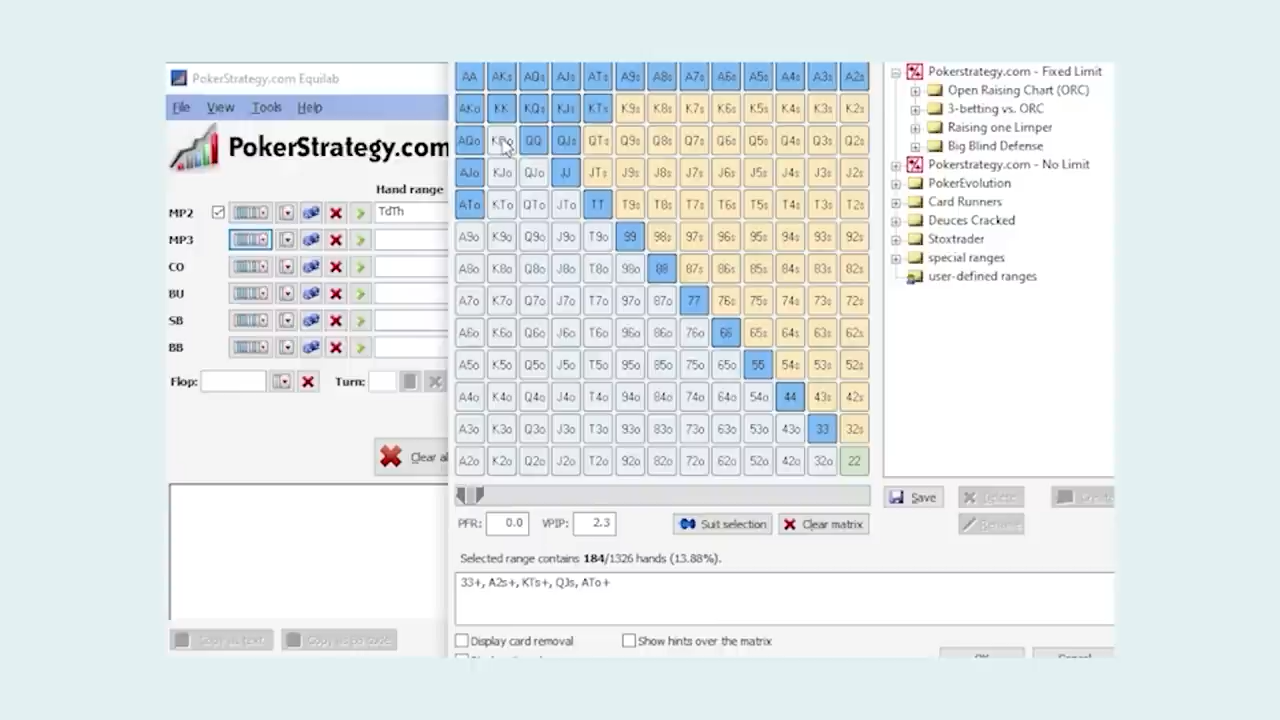 PokerStrategy.com Equilab
File View Tools Help
PokerStrategy.com
Hand range
MP2 TdTh
MP3
CO
BU
SB
BB
Flop: Turn:
Clear al
Copy as text
AA AKs AQs AJs ATs A9s A8s A7s A6s A5s A4s A3s A2s
AKo KK KQs KJs KTs K9s K8s K7s K6s K5s K4s K3s K2s
AQo QQ QJs QTs Q9s Q8s Q7s Q6s Q5s Q4s Q3s Q2s
AJo KJo QJo JJ JTs J9s J8s J7s J6s J5s J4s J3s J2s
ATo KTo QTo JTo TT T9s T8s T7s T6s T5s T4s T3s T2s
A9o K9o Q9o J9o T9o 99 98s 97s 96s 95s 94s 93s 92s
A8o K8o Q8o J8o T8o 98o 88 87s 86s 85s 84s 83s 82s
A7o K7o Q7o J7o T7o 97o 87o 77 76s 75s 74s 73s 72s
A6o K6o Q6o J6o T6o 96o 86o 76o 66 65s 64s 63s 62s
A5o K5o Q5o J5o T5o 95o 85o 75o 65o 55 54s 53s 52s
A4o K4o Q4o J4o T4o 94o 84o 74o 64o 54o 44 43s 42s
A3o K3o Q3o J3o T3o 93o 83o 73o 63o 53o 43o 33 32s
A2o K2o Q2o J2o T2o 92o 82o 72o 62o 52o 42o 32o 22
PFR: 0.0 VPIP: 2.3 Suit selection Clear matrix
Selected range contains 184/1326 hands (13.88%).
33+, A2s+, KTs+, QJs, ATo+
Display card removal Show hints over the matrix
Pokerstrategy.com - Fixed Limit
Open Raising Chart (ORC)
3-betting vs. ORC
Raising one Limper
Big Blind Defense
Pokerstrategy.com - No Limit
PokerEvolution
Card Runners
Deuces Cracked
Stoxtrader
special ranges
user-defined ranges
Save Delete
Rename